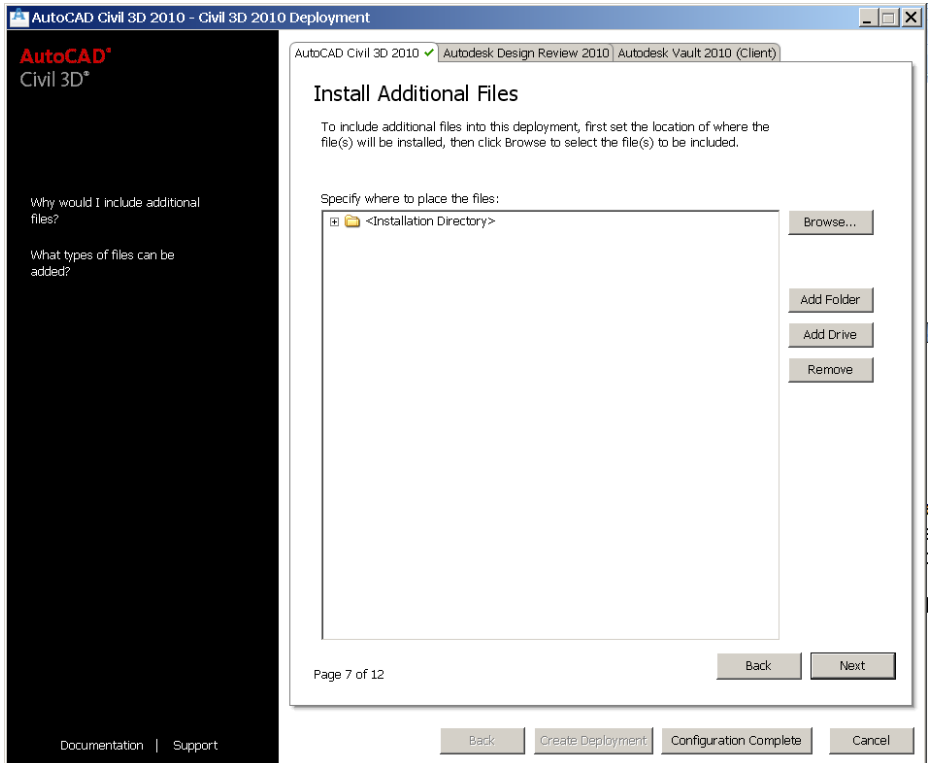 AutoCAD Civil 3D 2010 - Civil 3D 2010 Deployment
AutoCAD®
Civil 3D®
Why would I include additional
files?
What types of files can be
added?
Documentation | Support
AutoCAD Civil 3D 2010 Autodesk Design Review 2010 Autodesk Vault 2010 (Client)
Install Additional Files
To include additional files into this deployment, first set the location of where the
file(s) will be installed, then click Browse to select the file(s) to be included.
Specify where to place the files:
<Installation Directory>
Browse...
Add Folder
Add Drive
Remove
Page 7 of 12
Back Next
Back Create Deployment Configuration Complete Cancel